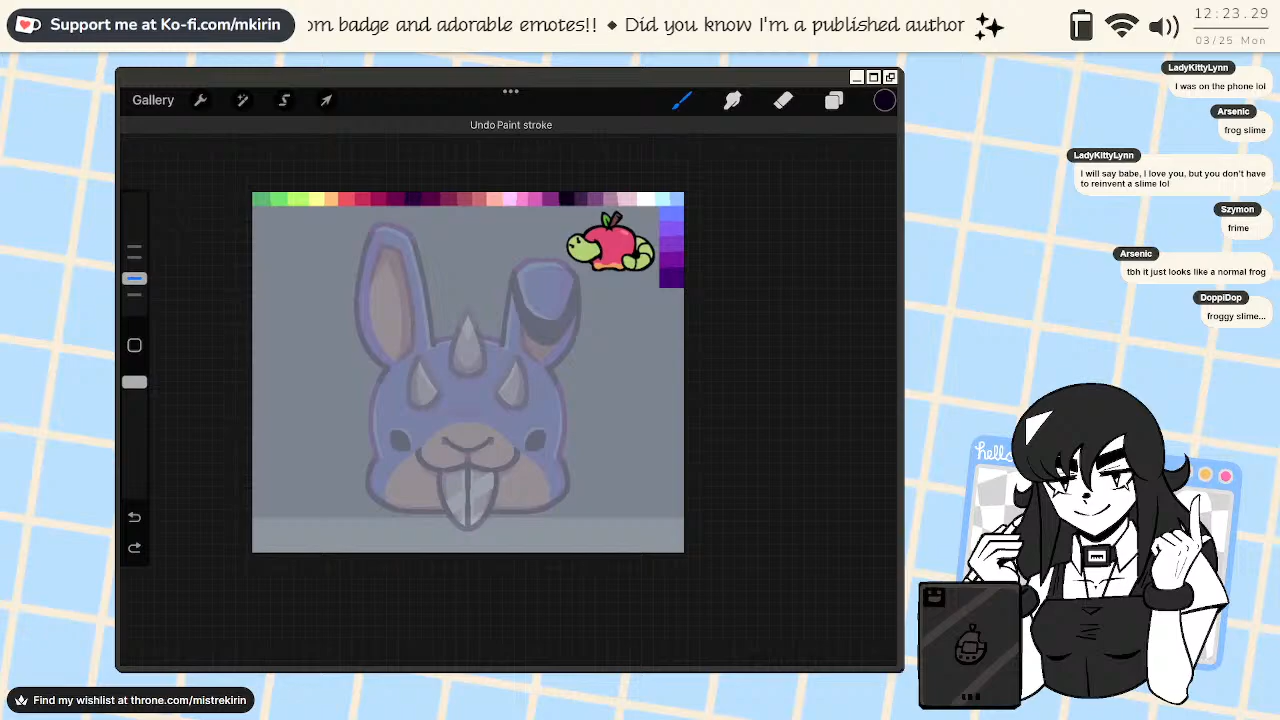 Support me at Ko-fi.com/mkirin
om badge and adorable emotes!! ◆ Did you know I'm a published author
12:23.29
03/25 Mon
Gallery
Undo Paint stroke
LadyKittyLynn
I was on the phone lol
Arsenic
frog slime
LadyKittyLynn
I will say babe, I love you, but you don't have
to reinvent a slime lol
Szymon
frime
Arsenic
tbh it just looks like a normal frog
DoppiDop
froggy slime...
hello
Find my wishlist at throne.com/mistrekirin